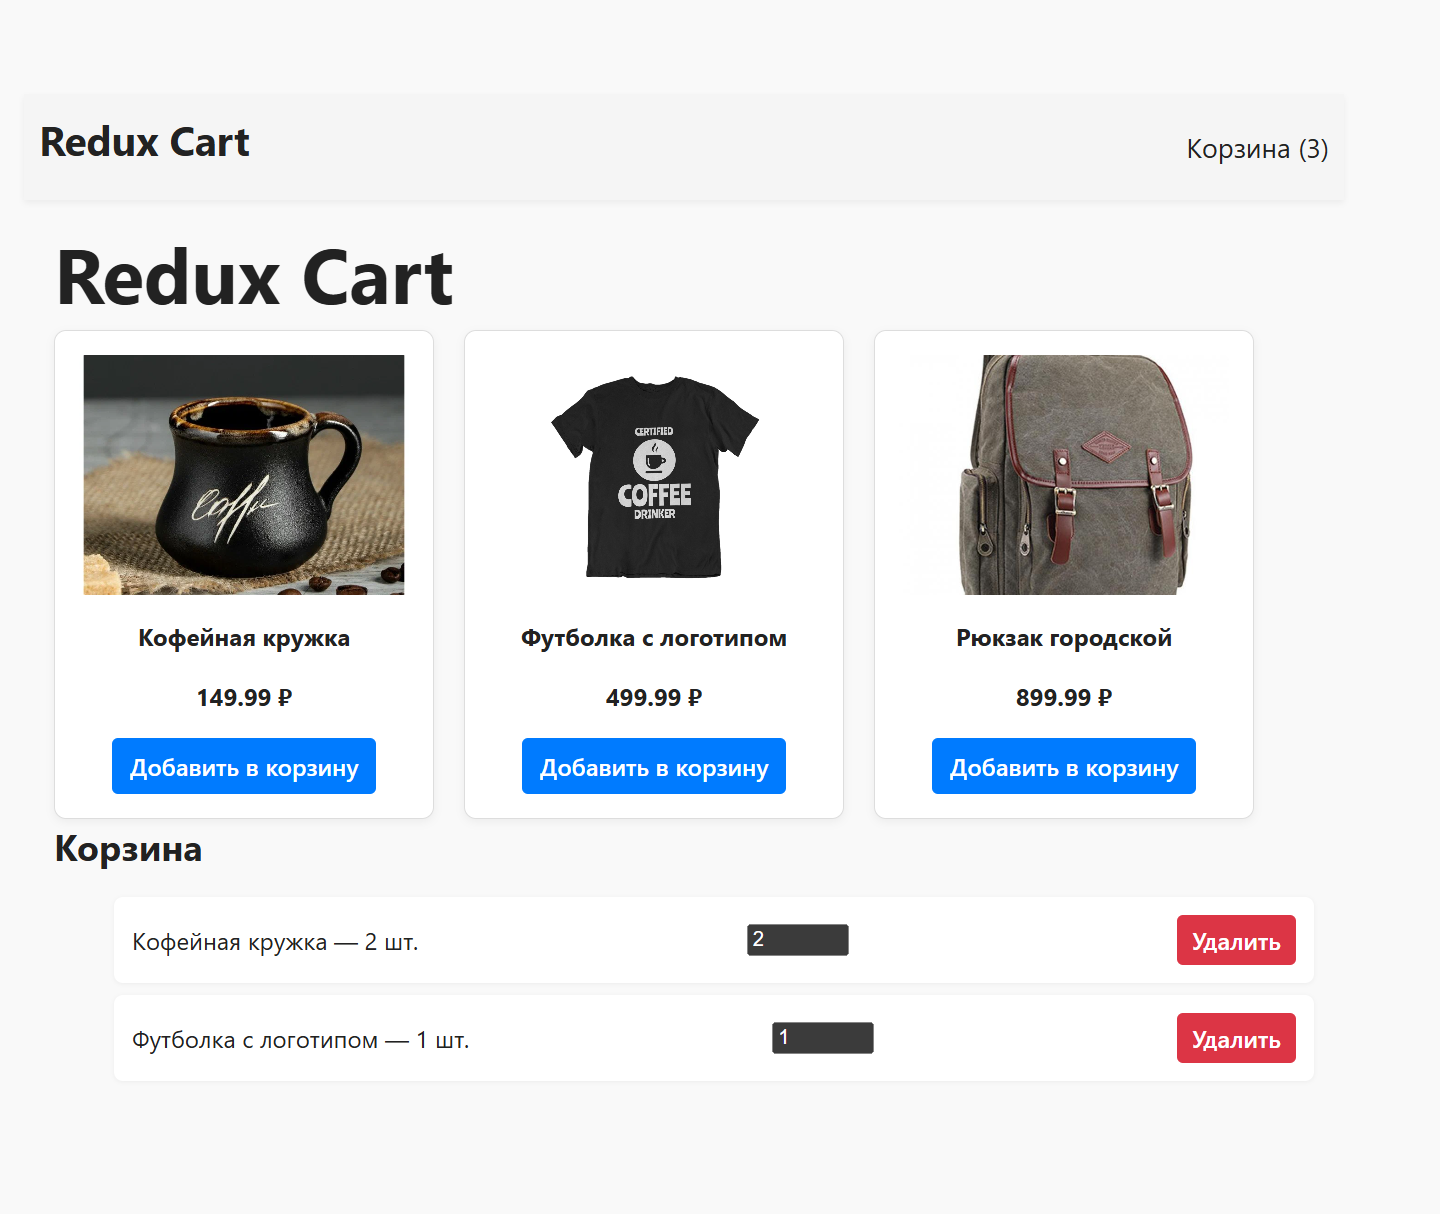 Redux Cart
Корзина (3)
Redux Cart
Coffee
CERTIFIED
COFFEE
DRINKER
Кофейная кружка
Футболка с логотипом
Рюкзак городской
149.99 ₽
499.99 ₽
899.99 ₽
Добавить в корзину
Добавить в корзину
Добавить в корзину
Корзина
Кофейная кружка — 2 шт.
2
Удалить
Футболка с логотипом — 1 шт.
1
Удалить